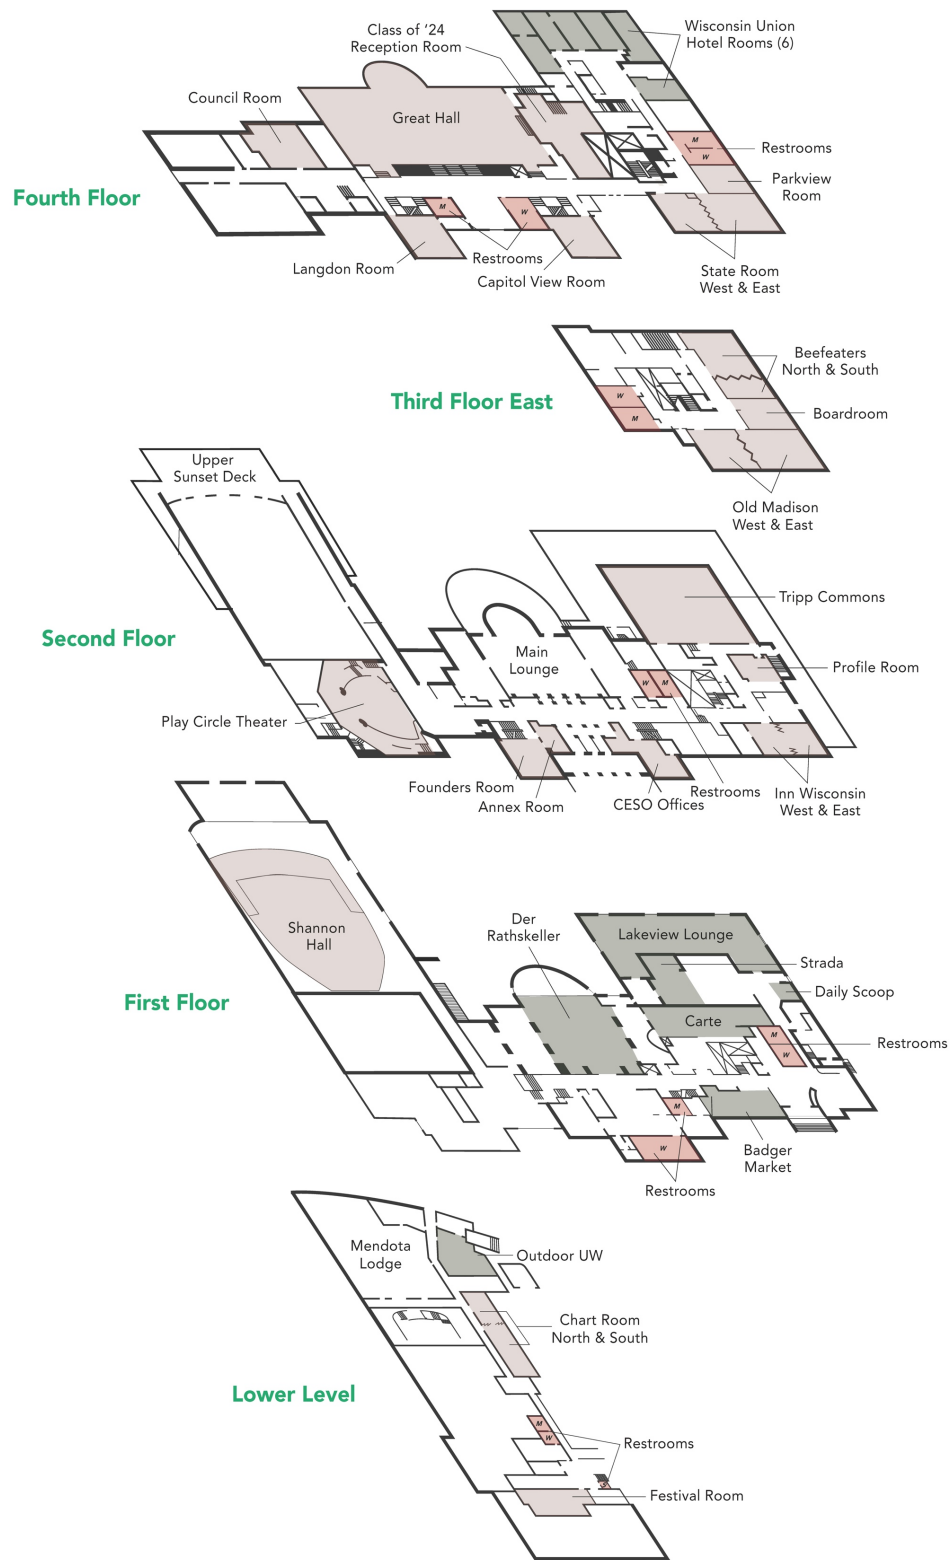 Wisconsin Union
Hotel Rooms (6)
Class of ‘24
Reception Room
Council Room
Great Hall
M
W
Restrooms
Fourth Floor
Parkview
Room
M
W
Langdon Room
Restrooms
Capitol View Room
State Room
West & East
Beefeaters
North & South
Third Floor East
W
M
Boardroom
Old Madison
West & East
Upper
Sunset Deck
Tripp Commons
Second Floor
Main
Lounge
W
M
Profile Room
Play Circle Theater
Founders Room
Annex Room
CESO Offices
Restrooms
Inn Wisconsin
West & East
Shannon
Hall
Der
Rathskeller
Lakeview Lounge
Strada
First Floor
Daily Scoop
Carte
M
W
Restrooms
M
W
Badger
Market
Restrooms
Mendota
Lodge
Outdoor UW
Chart Room
North & South
Lower Level
M
W
Restrooms
Festival Room